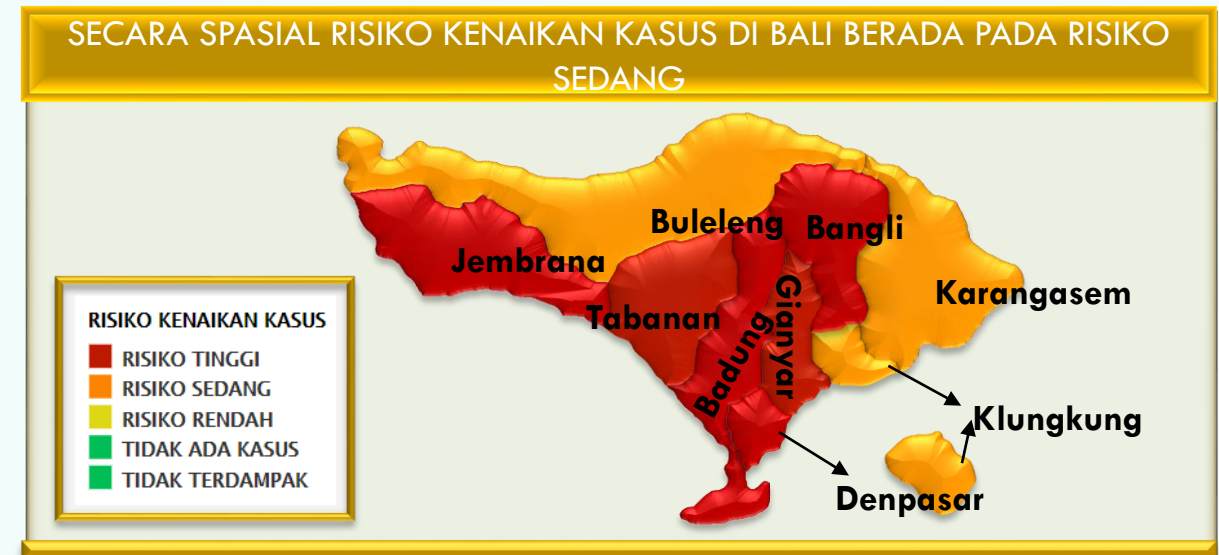 SECARA SPASIAL RISIKO KENAIKAN KASUS DI BALI BERADA PADA RISIKO
SEDANG
Buleleng
Bangli
Jembrana
Karangasem
Tabanan
Gianyar
Badung
Klungkung
Denpasar
RISIKO KENAIKAN KASUS
RISIKO TINGGI
RISIKO SEDANG
RISIKO RENDAH
TIDAK ADA KASUS
TIDAK TERDAMPAK